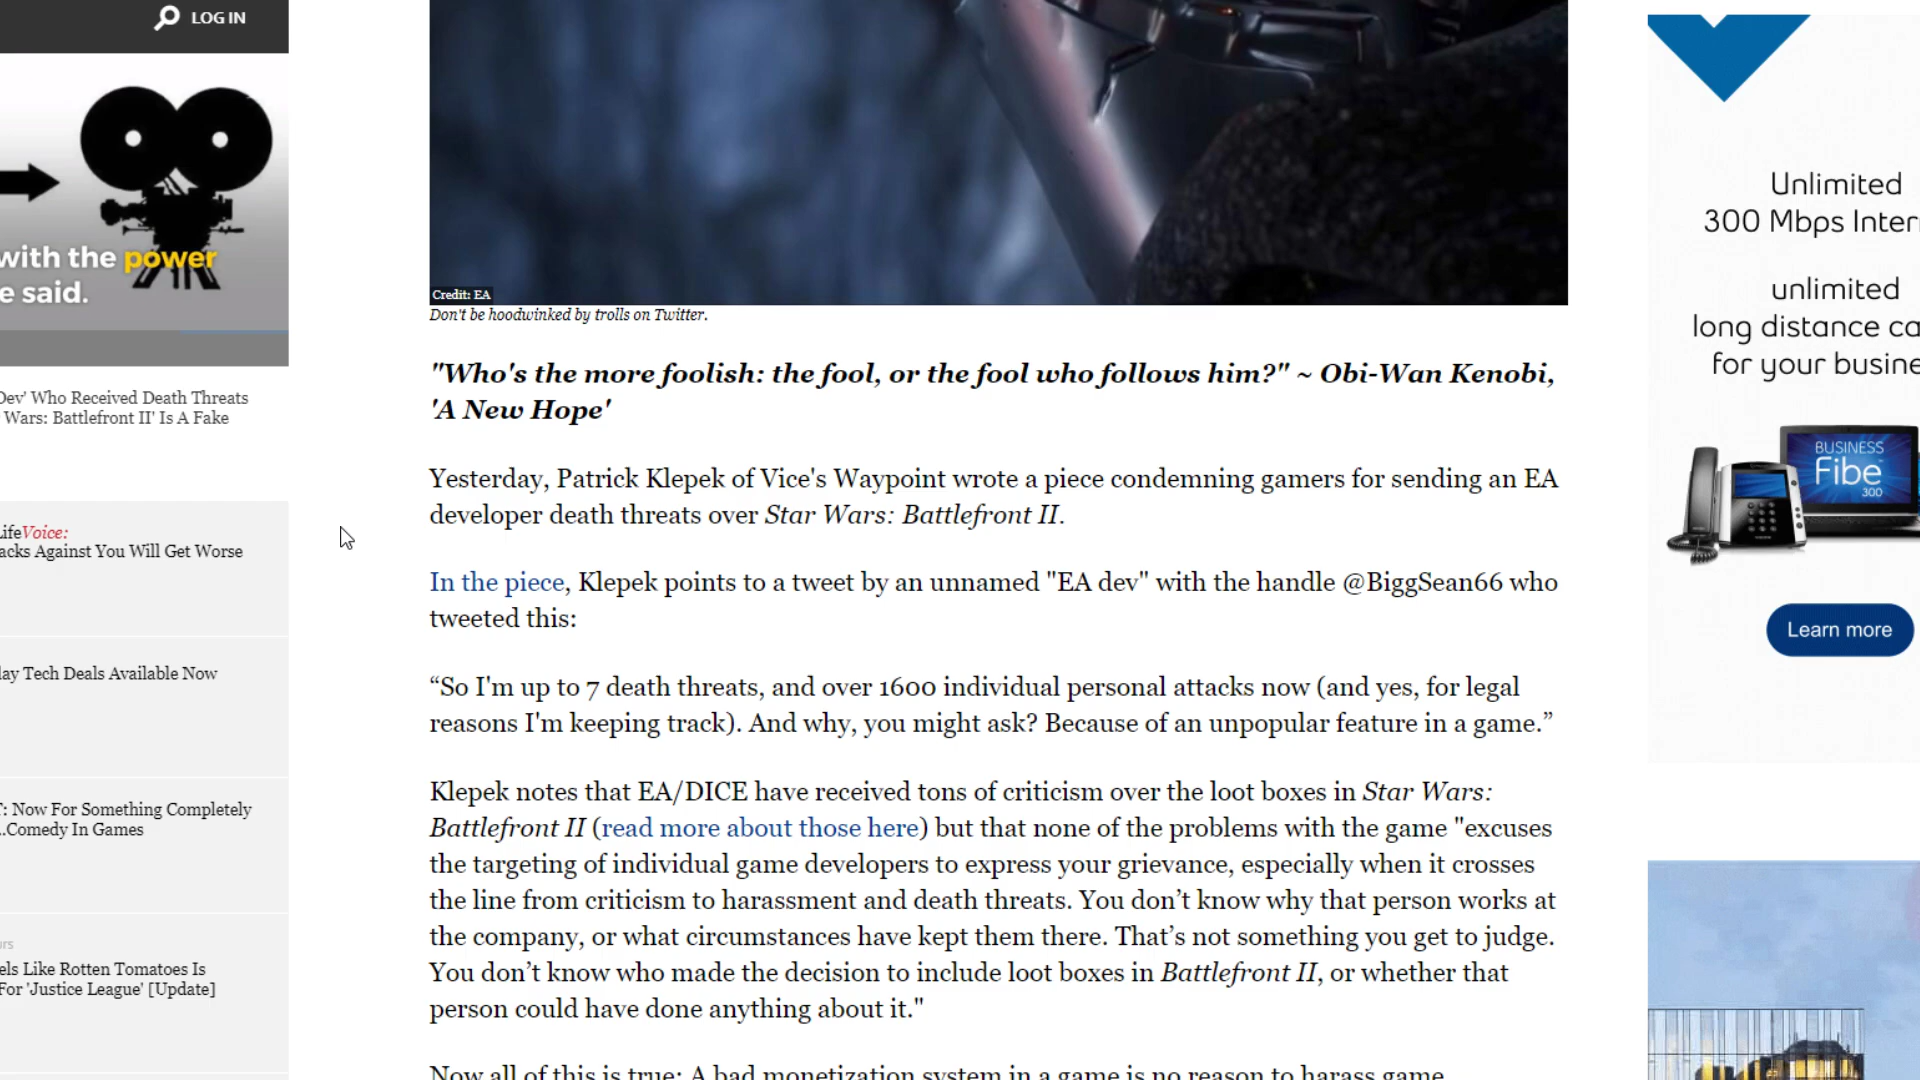 LOG IN
with the power
e said.
Dev' Who Received Death Threats
Wars: Battlefront II' Is A Fake
LifeVoice:
acks Against You Will Get Worse
day Tech Deals Available Now
T: Now For Something Completely
...Comedy In Games
urs
els Like Rotten Tomatoes Is
For 'Justice League' [Update]
Credit: EA
Don't be hoodwinked by trolls on Twitter.
"Who's the more foolish: the fool, or the fool who follows him?" ~ Obi-Wan Kenobi,
'A New Hope'
Yesterday, Patrick Klepek of Vice's Waypoint wrote a piece condemning gamers for sending an EA
developer death threats over Star Wars: Battlefront II.
In the piece, Klepek points to a tweet by an unnamed "EA dev" with the handle @BiggSean66 who
tweeted this:
“So I'm up to 7 death threats, and over 1600 individual personal attacks now (and yes, for legal
reasons I'm keeping track). And why, you might ask? Because of an unpopular feature in a game.”
Klepek notes that EA/DICE have received tons of criticism over the loot boxes in Star Wars:
Battlefront II (read more about those here) but that none of the problems with the game "excuses
the targeting of individual game developers to express your grievance, especially when it crosses
the line from criticism to harassment and death threats. You don’t know why that person works at
the company, or what circumstances have kept them there. That’s not something you get to judge.
You don’t know who made the decision to include loot boxes in Battlefront II, or whether that
person could have done anything about it."
Now all of this is true: A bad monetization system in a game is no reason to harass game
Unlimited
300 Mbps Inter
unlimited
long distance ca
for your busine
BUSINESS
Fibe
300
Learn more